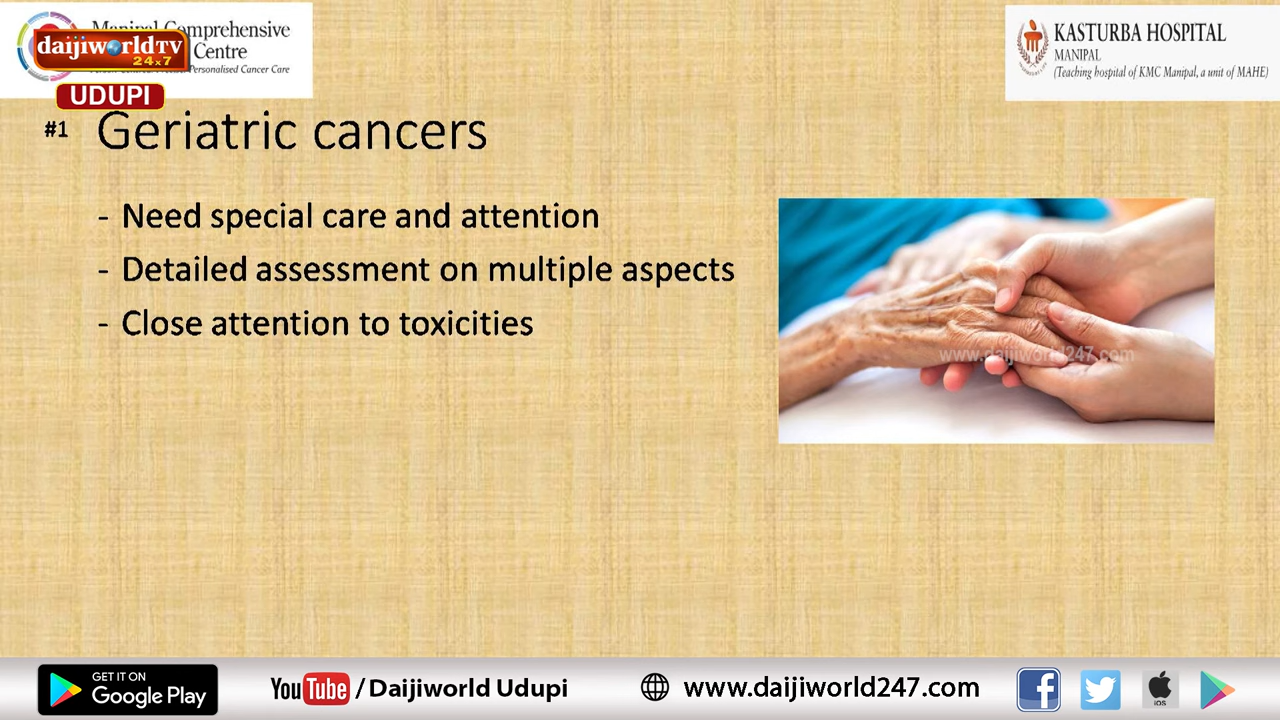 Manipal Comprehensive
Centre
Personalised Cancer Care
daijiworldTV
24x7
UDUPI
KASTURBA HOSPITAL
MANIPAL
(Teaching hospital of KMC Manipal, a unit of MAHE)
#1 Geriatric cancers
- Need special care and attention
- Detailed assessment on multiple aspects
- Close attention to toxicities
www.daijiworld247.com
GET IT ON
Google Play
YouTube / Daijiworld Udupi
www.daijiworld247.com
iOS